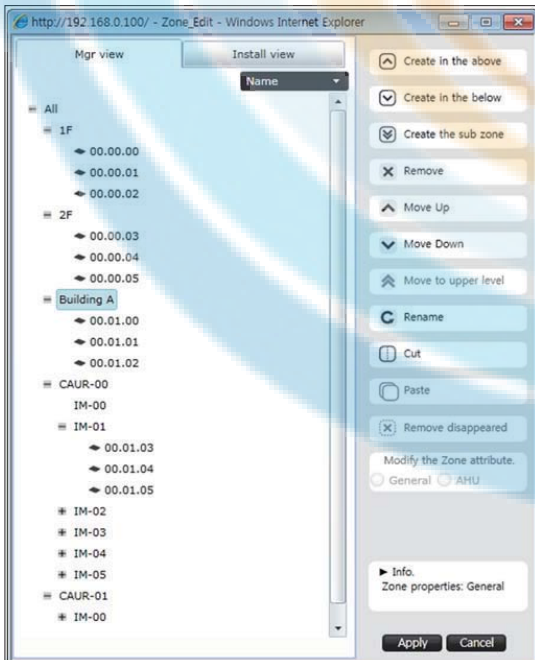 http://192.168.0.100/ - Zone_Edit - Windows Internet Explorer
Mgr view
Install view
Name
All
1F
00.00.00
00.00.01
00.00.02
2F
00.00.03
00.00.04
00.00.05
Building A
00.01.00
00.01.01
00.01.02
CAUR-00
IM-00
IM-01
00.01.03
00.01.04
00.01.05
IM-02
IM-03
IM-04
IM-05
CAUR-01
IM-00
Create in the above
Create in the below
Create the sub zone
Remove
Move Up
Move Down
Move to upper level
Rename
Cut
Paste
Remove disappeared
Modify the Zone attribute.
General AHU
Info.
Zone properties: General
Apply Cancel